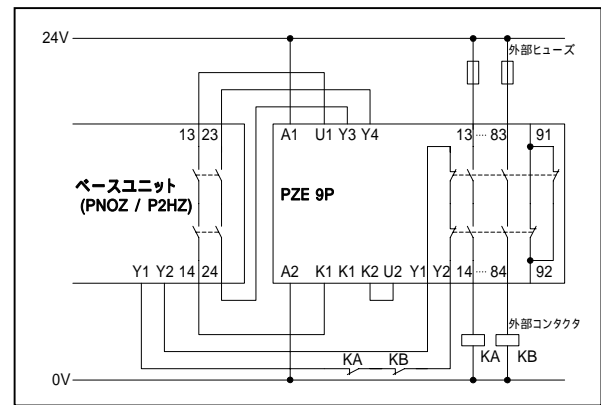 24V
外部ヒューズ
13 23
A1 U1 Y3 Y4 13 83 91
ベースユニット
(PNOZ / P2HZ)
PZE 9P
Y1 Y2 14 24
A2 K1 K1 K2 U2 Y1 Y2 14 84 92
外部コンタクタ
KA KB
KA KB
0V